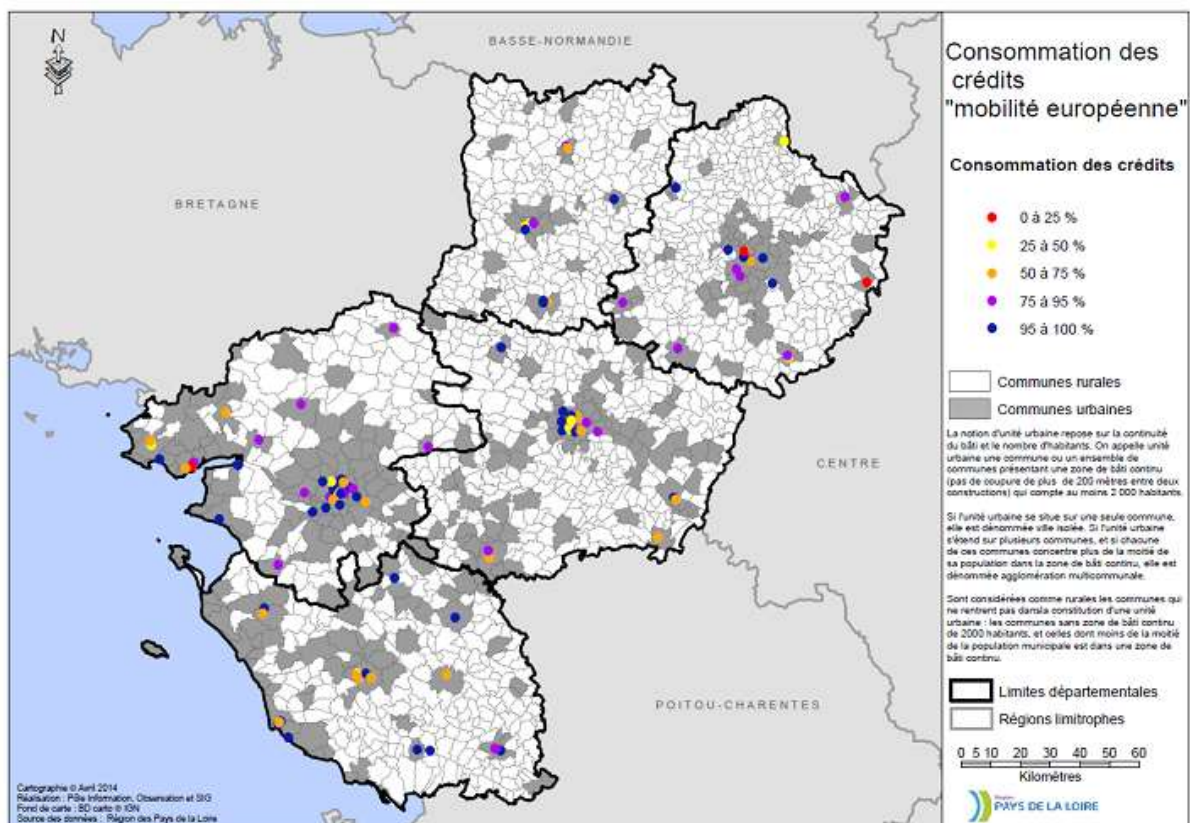 N
BASSE-NORMANDIE
BRETAGNE
CENTRE
POITOU-CHARENTES
Cartographie © Avril 2014
Réalisation : Pôle Information, Observation et SIG
Fond de carte : BD carto © IGN
Source des données : Région des Pays de la Loire
Consommation des
crédits
"mobilité européenne"
Consommation des crédits
0 à 25 %
25 à 50 %
50 à 75 %
75 à 95 %
95 à 100 %
Communes rurales
Communes urbaines
La notion d'unité urbaine repose sur la continuité
du bâti et le nombre d'habitants. On appelle unité
urbaine une commune ou un ensemble de
communes présentant une zone de bâti continu
(pas de coupure de plus de 200 mètres entre deux
constructions) qui compte au moins 2 000 habitants.
Si l'unité urbaine se situe sur une seule commune,
elle est dénommée ville isolée. Si l'unité urbaine
s'étend sur plusieurs communes, et si chacune
de ces communes concentre plus de la moitié de
sa population dans la zone de bâti continu, elle est
dénommée agglomération multicommunale.
Sont considérées comme rurales les communes qui
ne rentrent pas dansla constitution d'une unité
urbaine : les communes sans zone de bâti continu
de 2000 habitants, et celles dont moins de la moitié
de la population municipale est dans une zone de
bâti continu.
Limites départementales
Régions limitrophes
0 5 10 20 30 40 50 60
Kilomètres
Région
PAYS DE LA LOIRE